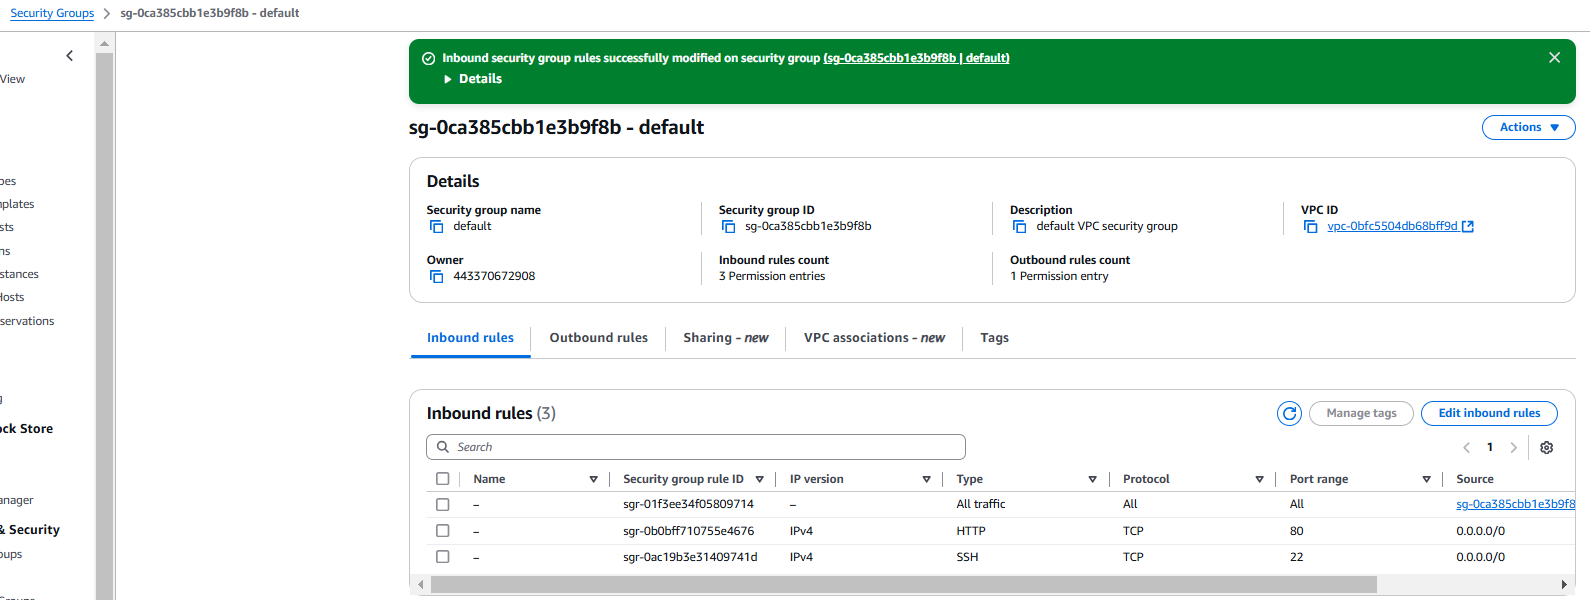 Security Groups > sg-0ca385cbb1e3b9f8b - default
View
Inbound security group rules successfully modified on security group (sg-0ca385cbb1e3b9f8b | default)
Details
sg-0ca385cbb1e3b9f8b - default
Actions
Details
Security group name
default
Security group ID
sg-0ca385cbb1e3b9f8b
Description
default VPC security group
VPC ID
vpc-0bfc5504db68bff9d
Owner
443370672908
Inbound rules count
3 Permission entries
Outbound rules count
1 Permission entry
pes
nplates
sts
ns
stances
Hosts
servations
g
ock Store
anager
& Security
oups
Inbound rules
Outbound rules
Sharing - new
VPC associations - new
Tags
Inbound rules (3)
Manage tags
Edit inbound rules
Search
1
Name Security group rule ID IP version Type Protocol Port range Source
– sgr-01f3ee34f05809714 – All traffic All All sg-0ca385cbb1e3b9f8
– sgr-0b0bff710755e4676 IPv4 HTTP TCP 80 0.0.0.0/0
– sgr-0ac19b3e31409741d IPv4 SSH TCP 22 0.0.0.0/0